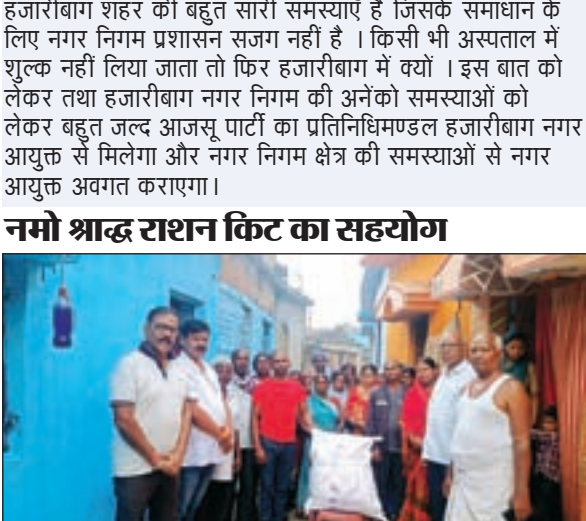 हजारीबाग शहर की बहुत सारी समस्याएं हैं जिसके समाधान के
लिए नगर निगम प्रशासन सजग नहीं है । किसी भी अस्पताल में
शुल्क नहीं लिया जाता तो फिर हजारीबाग में क्यों । इस बात को
लेकर तथा हजारीबाग नगर निगम की अनेंको समस्याओं को
लेकर बहुत जल्द आजसू पार्टी का प्रतिनिधिमण्डल हजारीबाग नगर
आयुक्त से मिलेगा और नगर निगम क्षेत्र की समस्याओं से नगर
आयुक्त अवगत कराएगा।
नमो श्राद्ध राशन किट का सहयोग